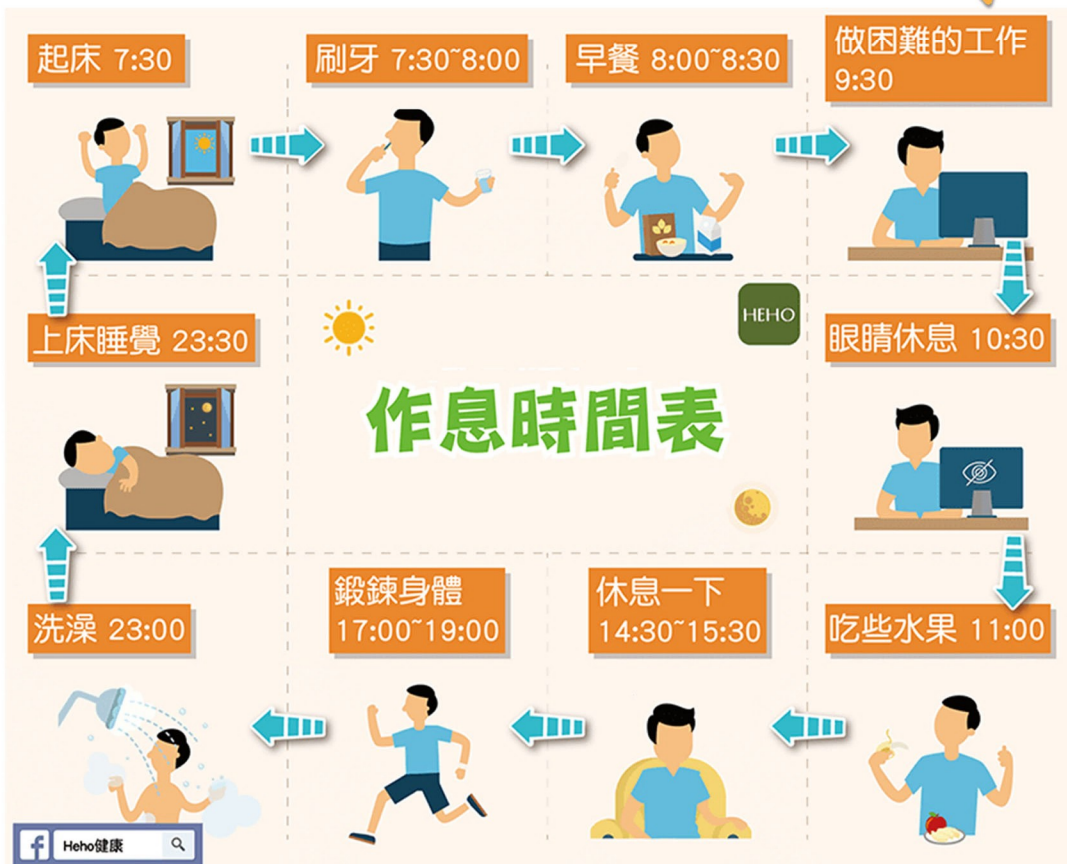 起床 7:30
刷牙 7:30~8:00
早餐 8:00~8:30
做困難的工作
9:30
眼睛休息 10:30
吃些水果 11:00
休息一下
14:30~15:30
鍛鍊身體
17:00~19:00
洗澡 23:00
上床睡覺 23:30
HEHO
作息時間表
f Heho健康